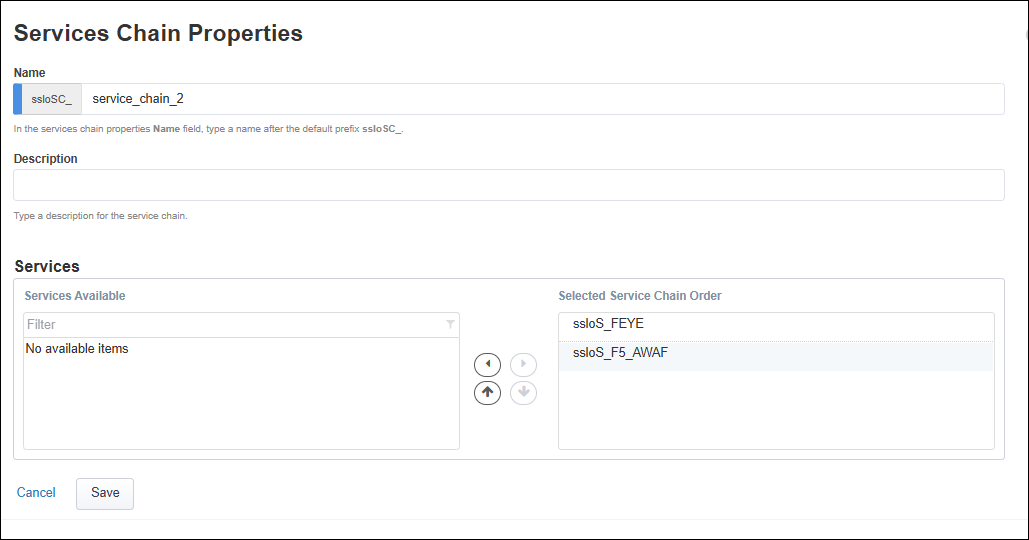 Services Chain Properties
Name
ssloSC_ service_chain_2
In the services chain properties Name field, type a name after the default prefix ssloSC_.
Description
Type a description for the service chain.
Services
Services Available
Selected Service Chain Order
Filter
No available items
ssloS_FEYE
ssloS_F5_AWAF
Cancel
Save